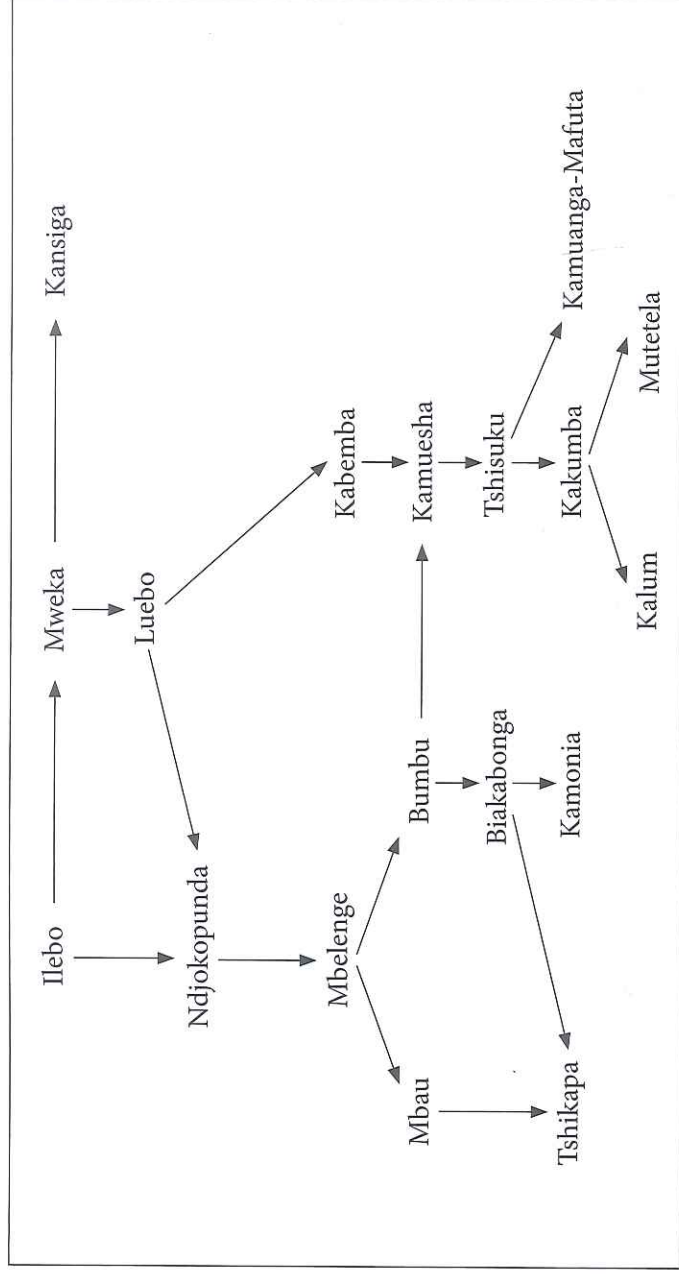 Ilebo
Mweka
Kansiga
Luebo
Ndjokopunda
Mbelenge
Kabemba
Mbau
Bumbu
Kamuesha
Biakabonga
Tshisuku
Tshikapa
Kamonia
Kakumba
Kamuanga-Mafuta
Kalum
Mutetela